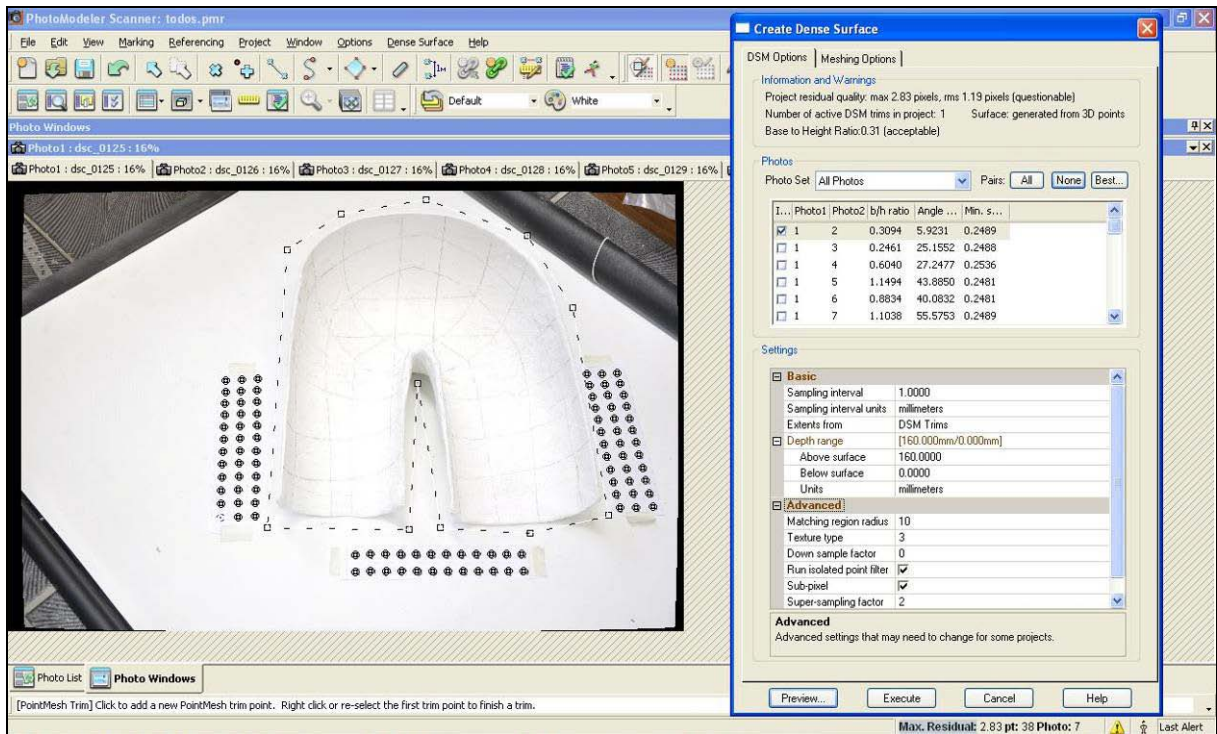 PhotoModeler Scanner: todos.pmr
File Edit View Marking Referencing Project Window Options Dense Surface Help
Default White
Photo Windows
Photo1 : dsc_0125 : 16%
Photo1 : dsc_0125 : 16% Photo2 : dsc_0126 : 16% Photo3 : dsc_0127 : 16% Photo4 : dsc_0128 : 16% Photo5 : dsc_0129 : 16%
Photo List Photo Windows
[PointMesh Trim] Click to add a new PointMesh trim point. Right click or re-select the first trim point to finish a trim.
Create Dense Surface
DSM Options Meshing Options
Information and Warnings
Project residual quality: max 2.83 pixels, rms 1.19 pixels (questionable)
Number of active DSM trims in project: 1 Surface: generated from 3D points
Base to Height Ratio:0.31 (acceptable)
Photos
Photo Set All Photos Pairs: All None Best...
I... Photo1 Photo2 b/h ratio Angle ... Min. s...
1 2 0.3094 5.9231 0.2489
1 3 0.2461 25.1552 0.2488
1 4 0.6040 27.2477 0.2536
1 5 1.1494 43.8850 0.2481
1 6 0.8834 40.0832 0.2481
1 7 1.1038 55.5753 0.2489
Settings
Basic
Sampling interval 1.0000
Sampling interval units millimeters
Extents from DSM Trims
Depth range [160.000mm/0.000mm]
Above surface 160.0000
Below surface 0.0000
Units millimeters
Advanced
Matching region radius 10
Texture type 3
Down sample factor 0
Run isolated point filter
Sub-pixel
Super-sampling factor 2
Advanced
Advanced settings that may need to change for some projects.
Preview... Execute Cancel Help
Max. Residual: 2.83 pt: 38 Photo: 7 Last Alert